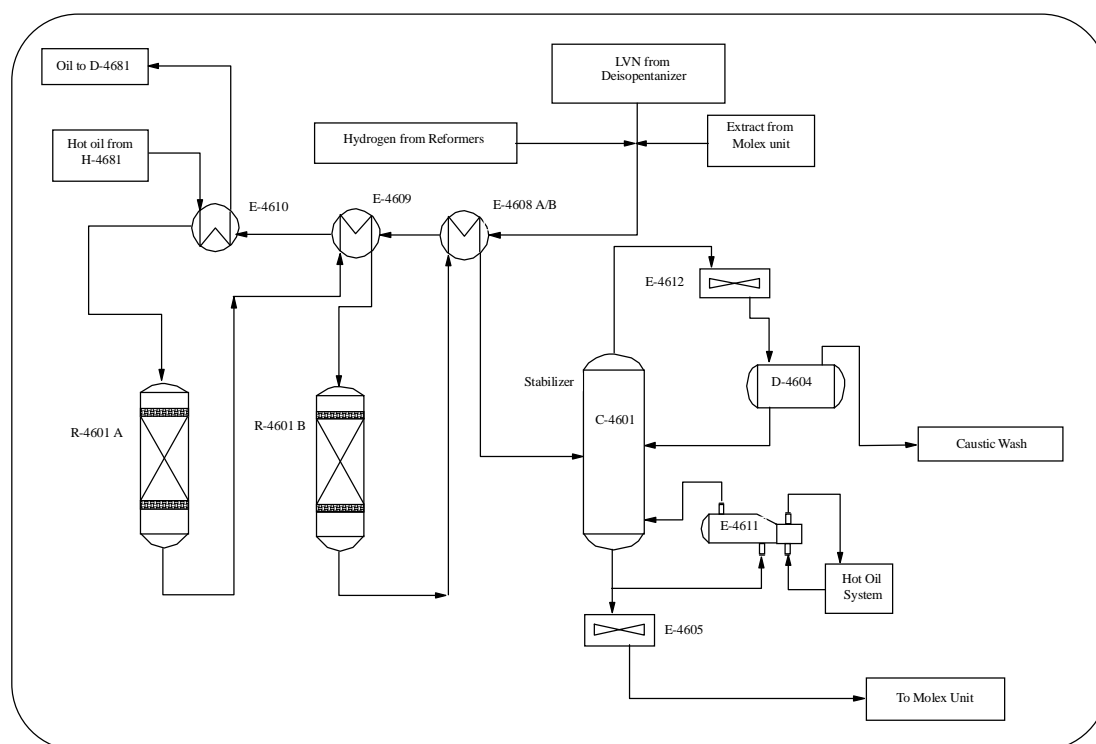 Oil to D-4681
LVN from
Deisopentanizer
Hydrogen from Reformers
Extract from
Molex unit
Hot oil from
H-4681
E-4610
E-4609
E-4608 A/B
E-4612
D-4604
Stabilizer
C-4601
R-4601 A
R-4601 B
Caustic Wash
E-4611
Hot Oil
System
E-4605
To Molex Unit